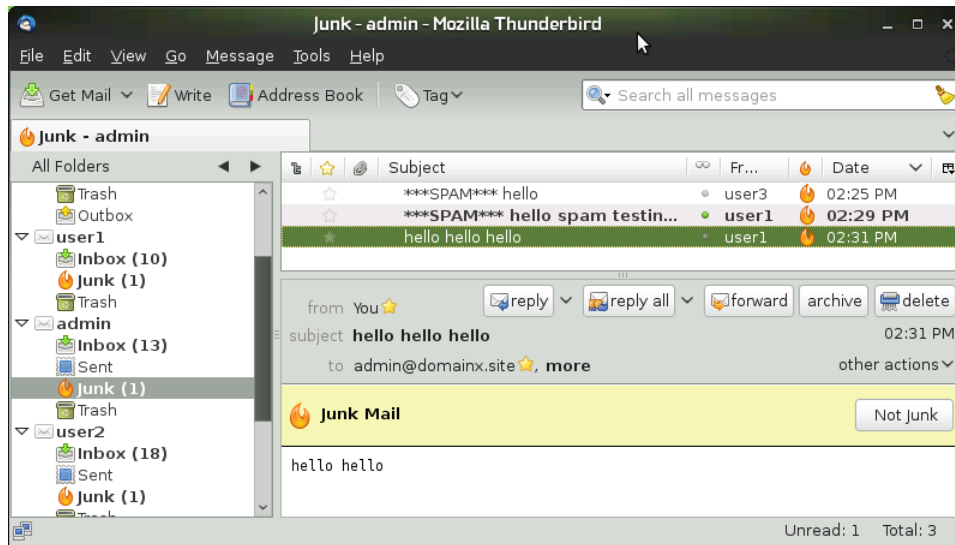 Junk - admin - Mozilla Thunderbird
File Edit View Go Message Tools Help
Get Mail Write Address Book Tag Search all messages
Junk - admin
All Folders
Trash
Outbox
user1
Inbox (10)
Junk (1)
Trash
admin
Inbox (13)
Sent
Junk (1)
Trash
user2
Inbox (18)
Sent
Junk (1)
Trash
Subject Fr... Date
***SPAM*** hello user3 02:25 PM
***SPAM*** hello spam testin... user1 02:29 PM
hello hello hello user1 02:31 PM
from You reply reply all forward archive delete
subject hello hello hello 02:31 PM
to admin@domainx.site, more other actions
Junk Mail Not Junk
hello hello
Unread: 1 Total: 3